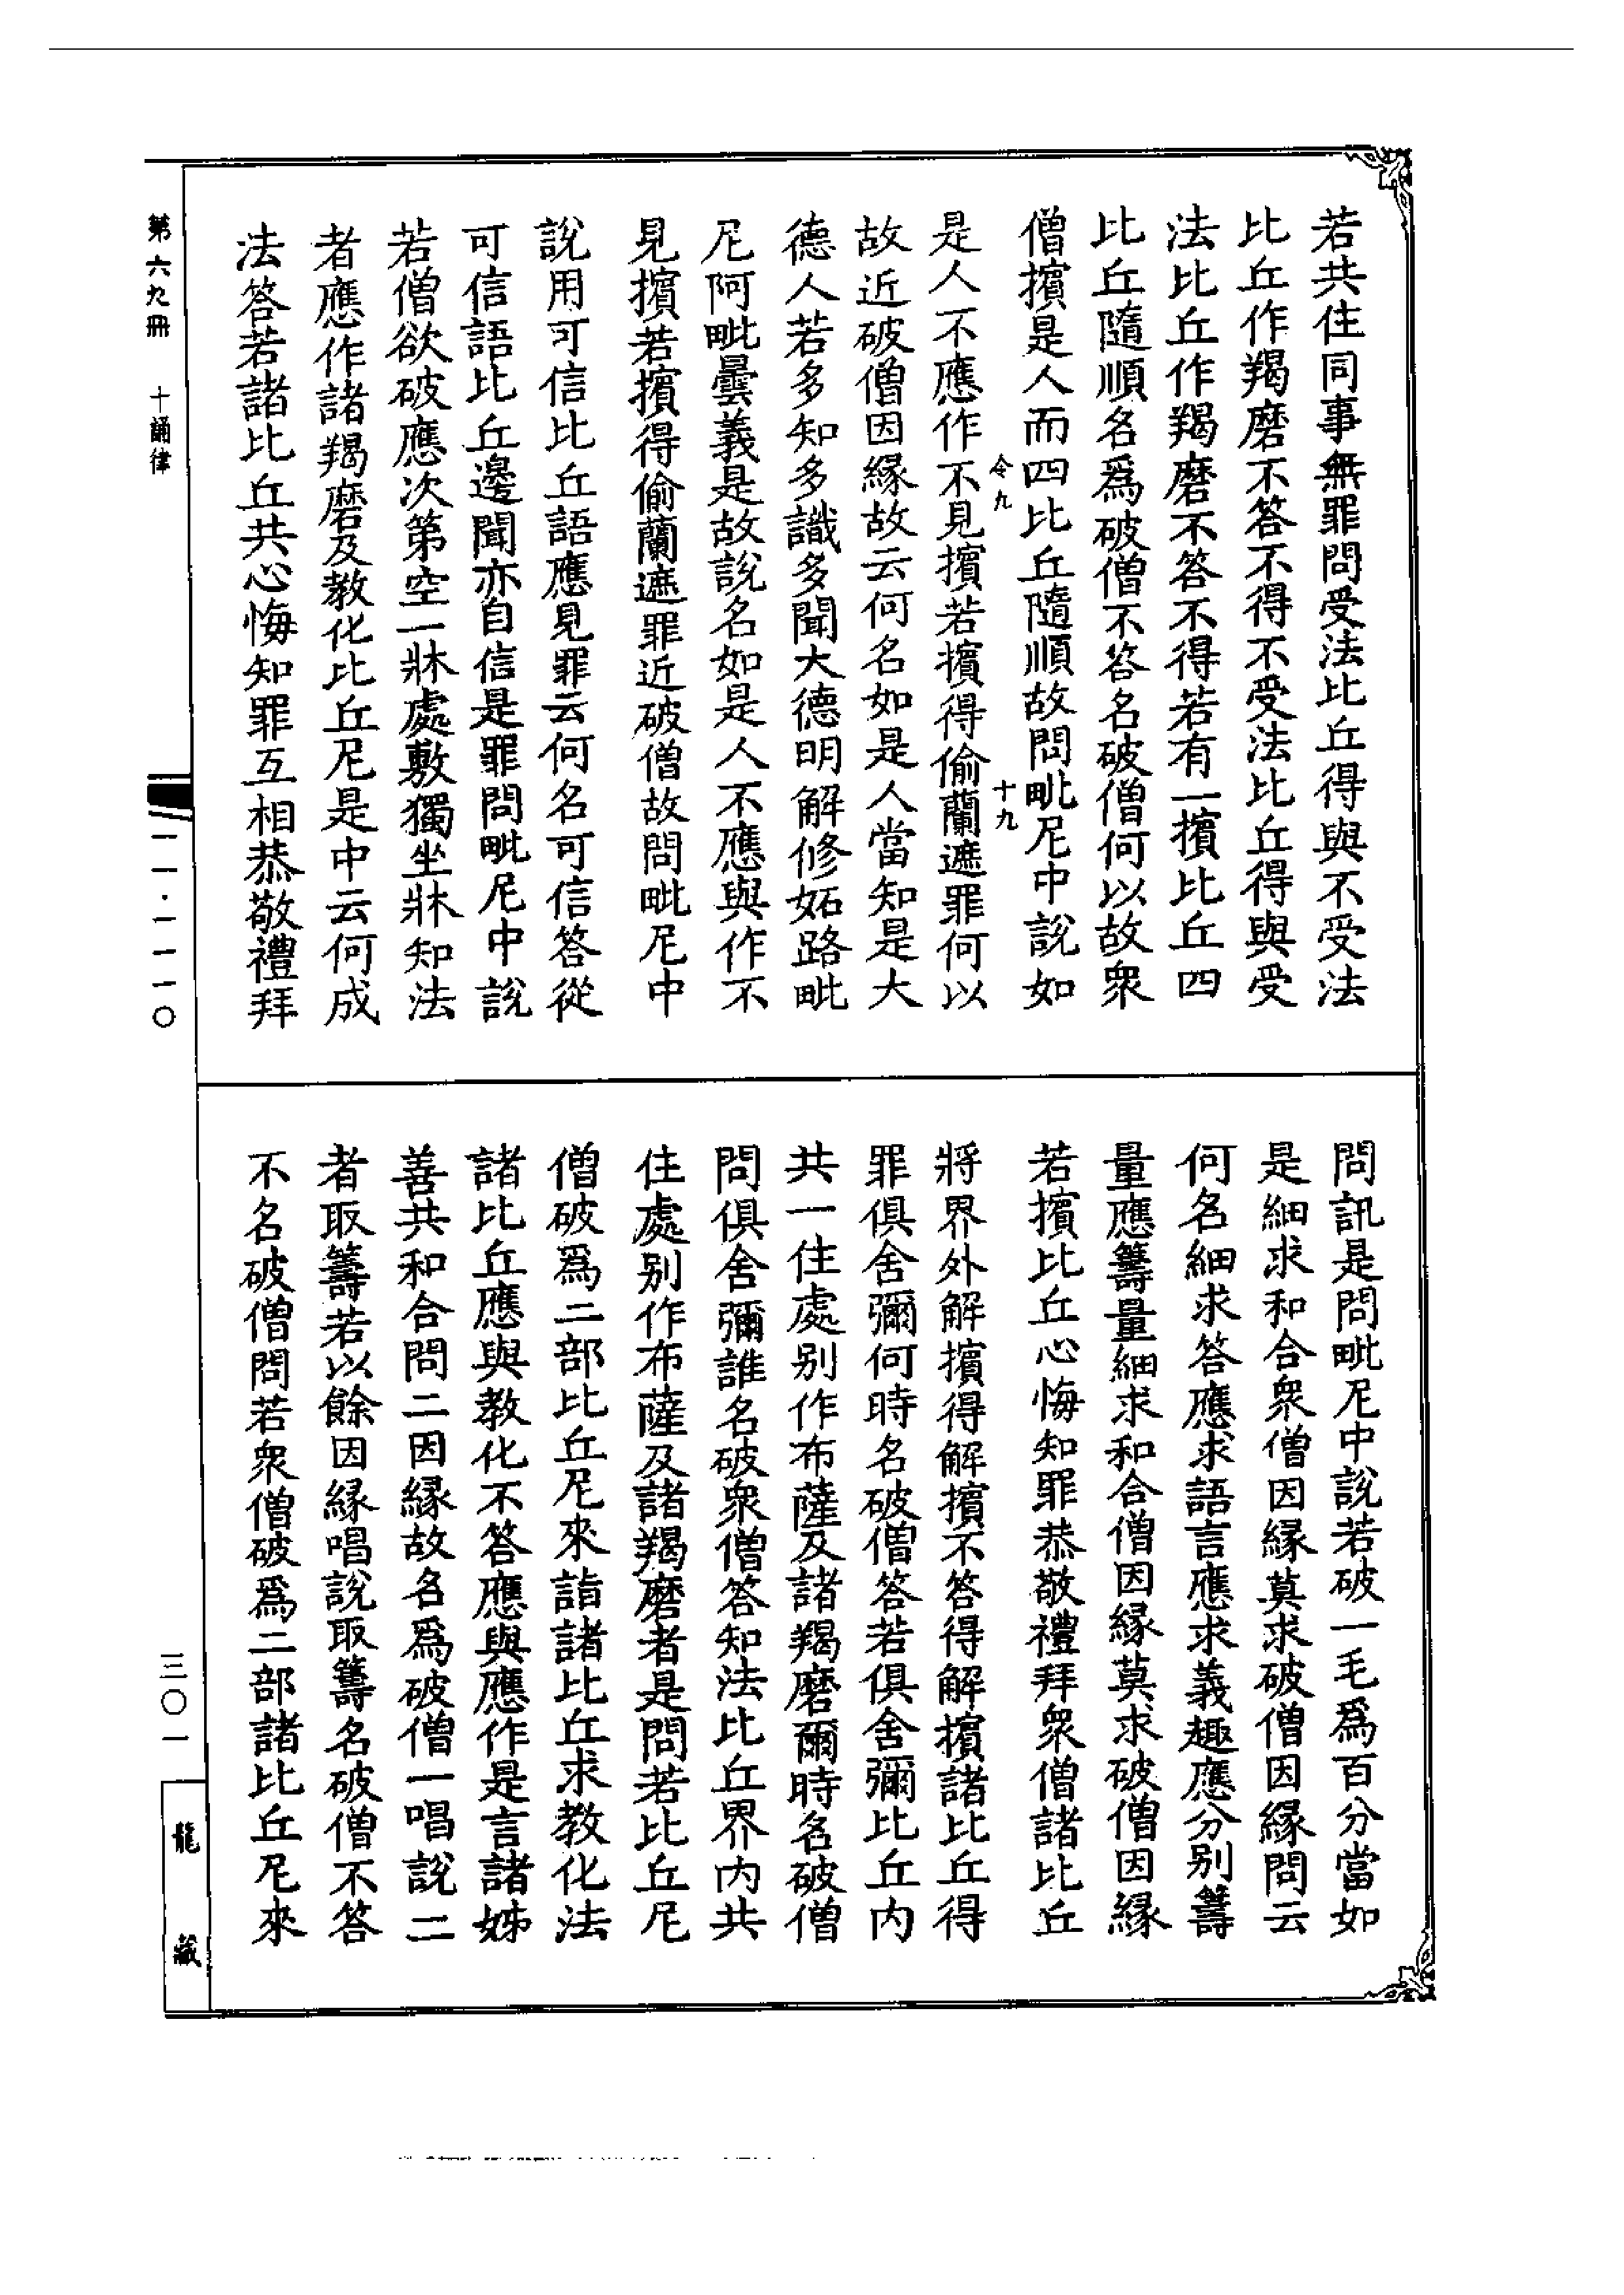 若共住同事無罪問受法比丘得與不受法
比丘作羯磨不答不得不受法比丘得與受
法比丘作羯磨不答不得若有一擯比丘四
比丘隨順名爲破僧不答名破僧何以故衆
僧擯是人而四比丘隨順故問毗尼中說如
令九
十九
是人不應作不見擯若擯得偷蘭遮罪何以
故近破僧因緣故云何名如是人當知是大
德人若多知多識多聞大德明解修妬路毗
尼阿毗曇義是故說名如是人不應與作不
見擯若擯得偷蘭遮罪近破僧故問毗尼中
說用可信比丘語應見罪云何名可信答從
可信語比丘邊聞亦自信是罪問毗尼中說
若僧欲破應次第空一牀處敷獨坐牀知法
者應作諸羯磨及教化比丘尼是中云何成
法答若諸比丘共心悔知罪互相恭敬禮拜
問訊是問毗尼中說若破一毛爲百分當如
是細求和合衆僧因緣莫求破僧因緣問云
何名細求答應求語言應求義趣應分別籌
量應籌量細求和合僧因緣莫求破僧因緣
若擯比丘心悔知罪恭敬禮拜衆僧諸比丘
將界外解擯得解擯不答得解擯諸比丘得
罪俱舍彌何時名破僧答若俱舍彌比丘內
共一住處別作布薩及諸羯磨爾時名破僧
問俱舍彌誰名破衆僧答知法比丘界內共
住處別作布薩及諸羯磨者是問若比丘尼
僧破爲二部比丘尼來詣諸比丘求教化法
諸比丘應與教化不答應與應作是言諸姊
善共和合問二因緣故名爲破僧一唱說二
者取籌若以餘因緣唱說取籌名破僧不答
不名破僧問若衆僧破爲二部諸比丘尼來
第六九冊
十誦律
一一·一一一〇
三〇一
龍藏